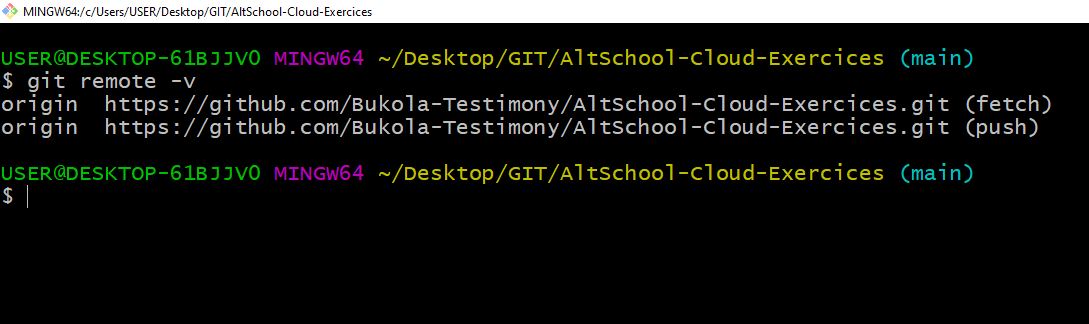 MINGW64:/c/Users/USER/Desktop/GIT/AltSchool-Cloud-Exercices
USER@DESKTOP-61BJJVO MINGW64 ~/Desktop/GIT/AltSchool-Cloud-Exercices (main)
$ git remote -v
origin  https://github.com/Bukola-Testimony/AltSchool-Cloud-Exercices.git (fetch)
origin  https://github.com/Bukola-Testimony/AltSchool-Cloud-Exercices.git (push)
USER@DESKTOP-61BJJVO MINGW64 ~/Desktop/GIT/AltSchool-Cloud-Exercices (main)
$